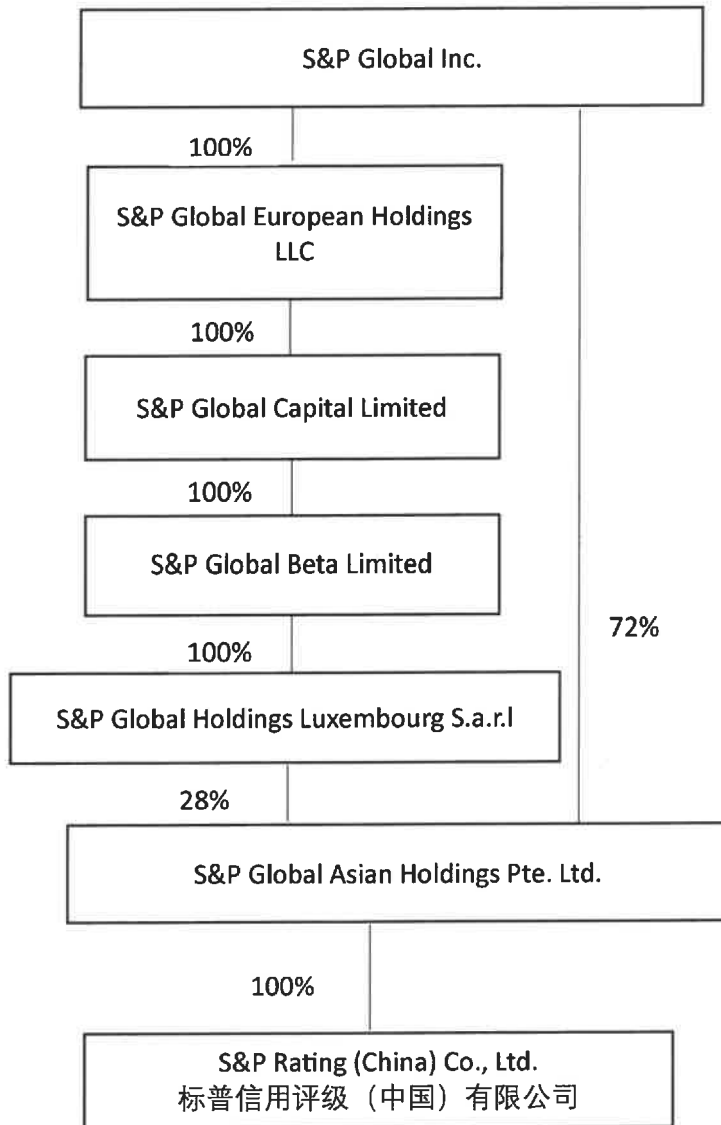 S&P Global Inc.
100%
S&P Global European Holdings
LLC
100%
S&P Global Capital Limited
100%
S&P Global Beta Limited
100%
72%
S&P Global Holdings Luxembourg S.a.r.l
28%
S&P Global Asian Holdings Pte. Ltd.
100%
S&P Rating (China) Co., Ltd.
标普信用评级（中国）有限公司